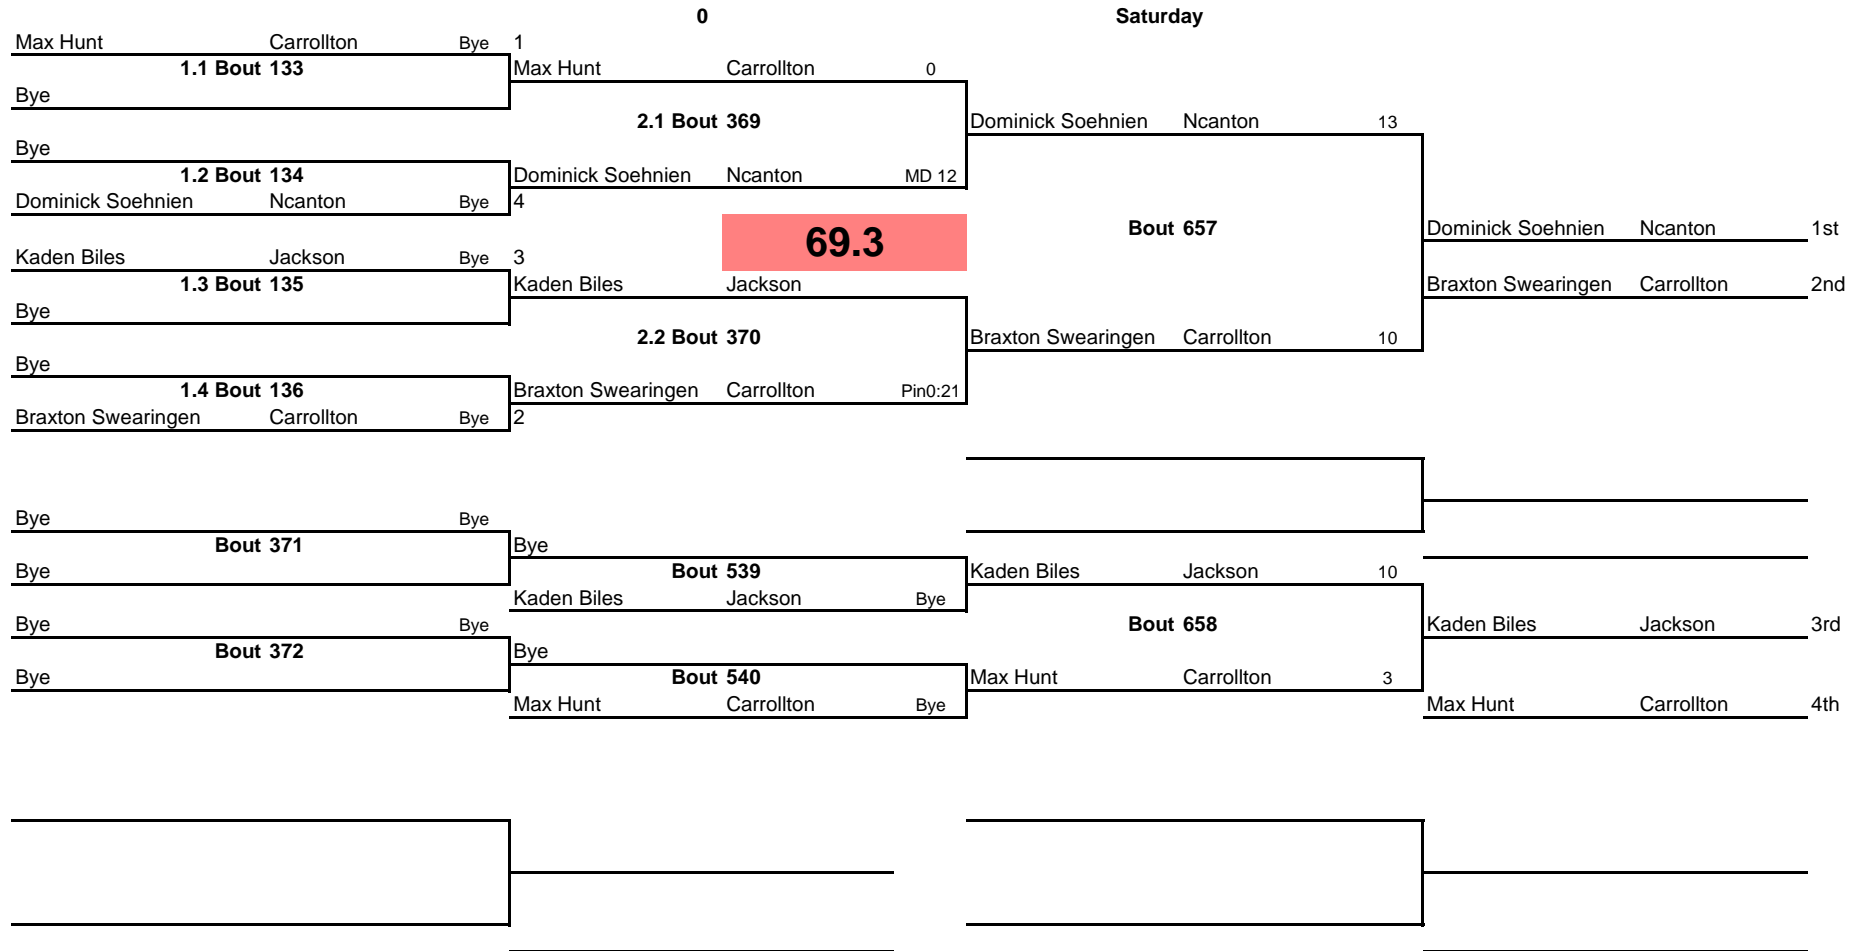 0 Saturday
Max Hunt Carrollton Bye 1
1.1 Bout 133 Max Hunt Carrollton 0
Bye
2.1 Bout 369 Dominick Soehnien Ncanton 13
Bye
1.2 Bout 134 Dominick Soehnien Ncanton MD 12
Dominick Soehnien Ncanton Bye 4
69.3 Bout 657 Dominick Soehnien Ncanton 1st
Kaden Biles Jackson Bye 3
1.3 Bout 135 Kaden Biles Jackson Braxton Swearingen Carrollton 2nd
Bye
2.2 Bout 370 Braxton Swearingen Carrollton 10
Bye
1.4 Bout 136 Braxton Swearingen Carrollton Pin0:21
Braxton Swearingen Carrollton Bye 2
Bye Bye
Bout 371 Bye
Bye Bout 539 Kaden Biles Jackson 10
Kaden Biles Jackson Bye
Bye Bye Bout 658 Kaden Biles Jackson 3rd
Bout 372 Bye
Bye Bout 540 Max Hunt Carrollton 3
Max Hunt Carrollton Bye Max Hunt Carrollton 4th